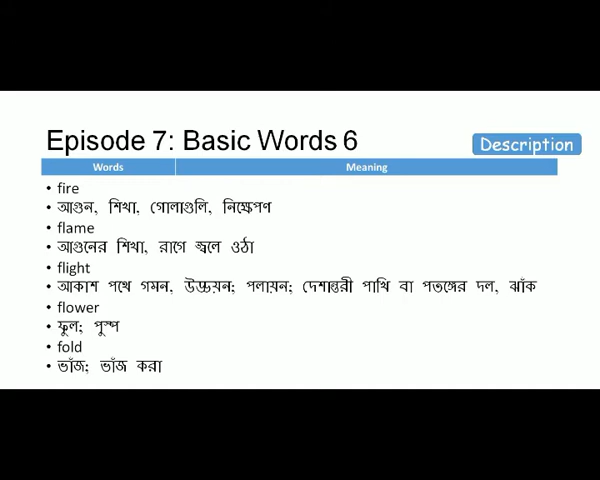 Episode 7: Basic Words 6
Description
Words Meaning
• fire
• আগুন, শিখা, গোলাগুলি, নিক্ষেপণ
• flame
• আগুনের শিখা, রাগে জ্বলে ওঠা
• flight
• আকাশ পথে গমন, উড্ডয়ন; পলায়ন; দেশান্তরী পাখি বা পতঙ্গের দল, ঝাঁক
• flower
• ফুল; পুস্প
• fold
• ভাঁজ; ভাঁজ করা